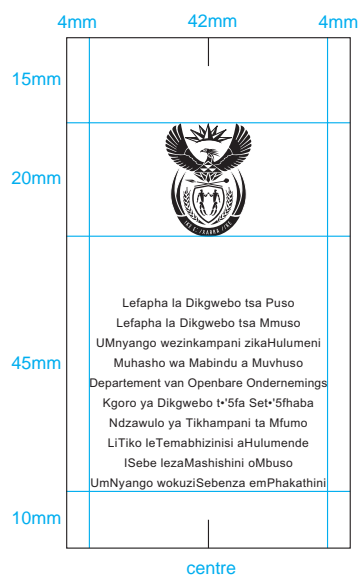 4mm 42mm 4mm
15mm
20mm
45mm
Lefapha la Dikgwebo tsa Puso
Lefapha la Dikgwebo tsa Mmuso
UMnyango wezinkampani zikaHulumeni
Muhasho wa Mabindu a Muvhuso
Departement van Openbare Ondernemings
Kgoro ya Dikgwebo t•'5fa Set•'5fhaba
Ndzawulo ya Tikhampani ta Mfumo
LiTiko leTemabhizinisi aHulumende
ISebe lezaMashishini oMbuso
UmNyango wokuziSebenza emPhakathini
10mm
centre